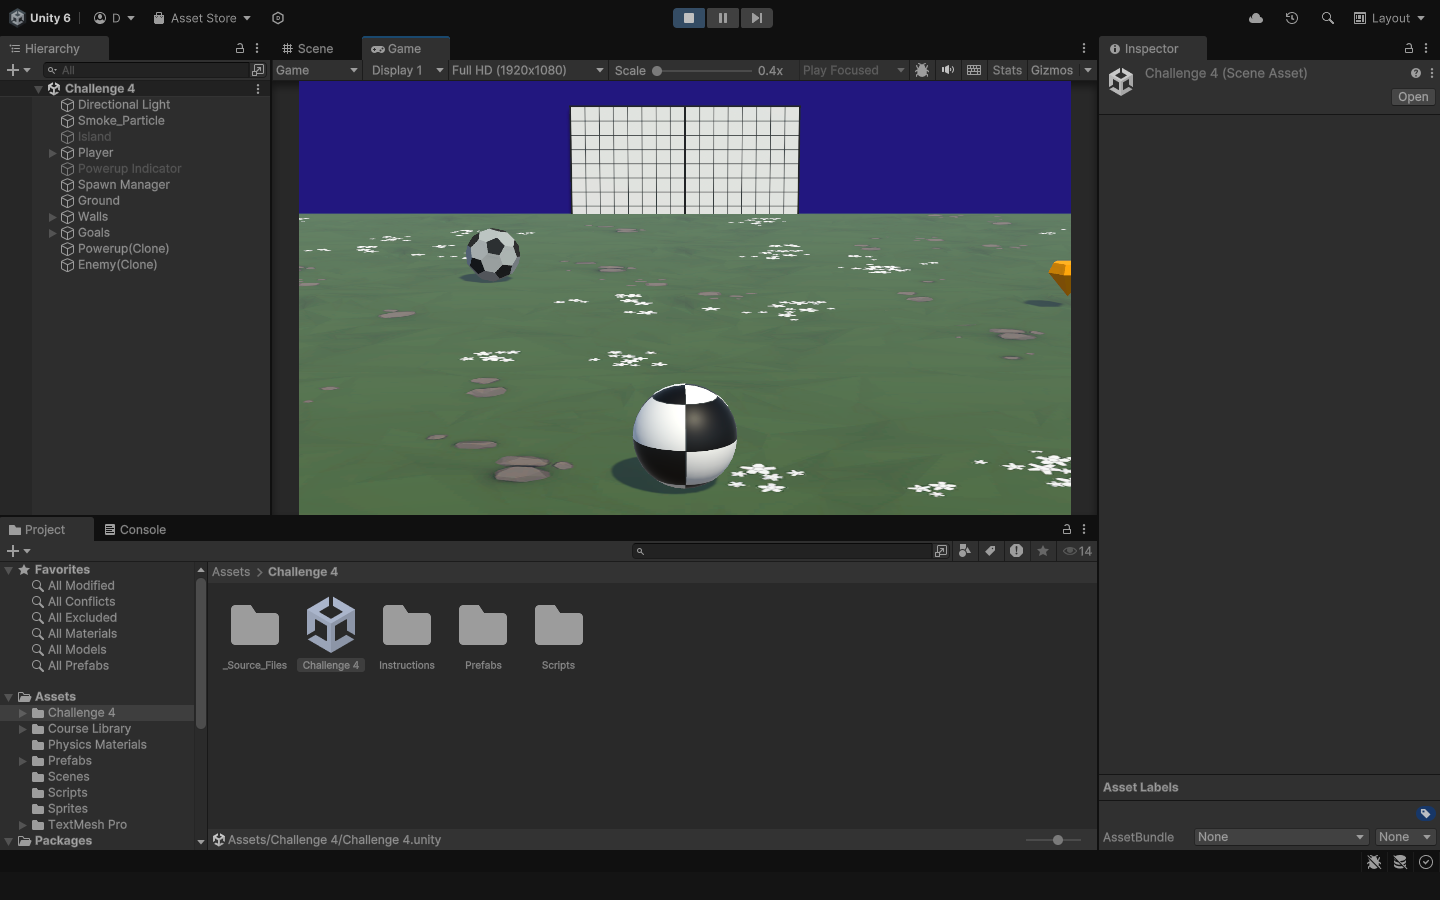 Unity 6 D Asset Store Layout
Hierarchy
Scene Game
Inspector
All
Game Display 1 Full HD (1920x1080) Scale 0.4x Play Focused Stats Gizmos
Challenge 4 (Scene Asset)
Open
Challenge 4
Directional Light
Smoke_Particle
Island
Player
Powerup Indicator
Spawn Manager
Ground
Walls
Goals
Powerup(Clone)
Enemy(Clone)
Project Console
14
Favorites
All Modified
All Conflicts
All Excluded
All Materials
All Models
All Prefabs
Assets
Challenge 4
Course Library
Physics Materials
Prefabs
Scenes
Scripts
Sprites
TextMesh Pro
Packages
Assets > Challenge 4
_Source_Files Challenge 4 Instructions Prefabs Scripts
Assets/Challenge 4/Challenge 4.unity
Asset Labels
AssetBundle None None